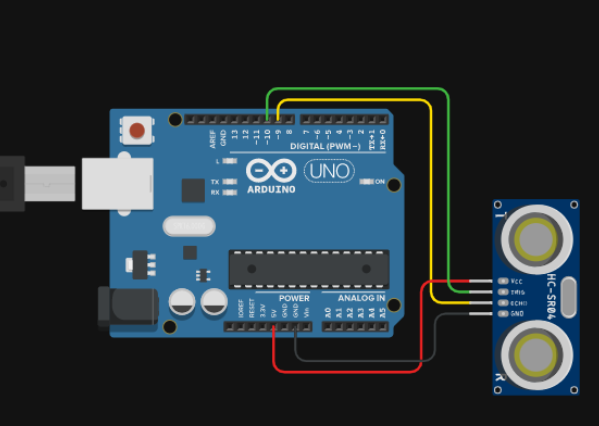 AREF
GND
13
12
~11
~10
~9
8
7
~6
~5
4
~3
2
TX→1
RX←0
DIGITAL (PWM ~)
L
TX
RX
ARDUINO
UNO
ON
POWER
ANALOG IN
IOREF
RESET
3.3V
5V
GND
GND
Vin
A0
A1
A2
A3
A4
A5
T
VCC
TRIG
ECHO
GND
HC-SR04
R